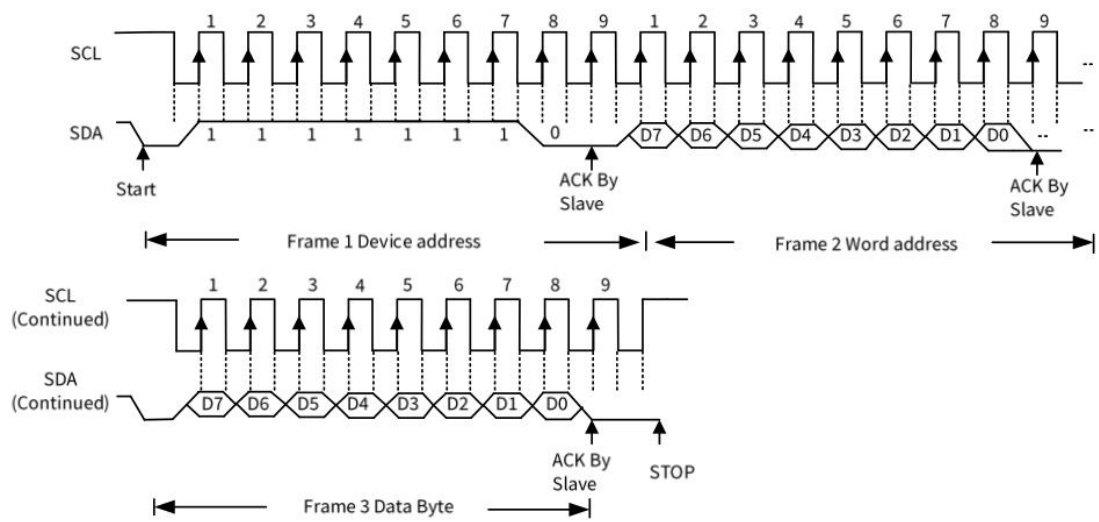 1 2 3 4 5 6 7 8 9 1 2 3 4 5 6 7 8 9
SCL
--
SDA
1 1 1 1 1 1 1 0 D7 D6 D5 D4 D3 D2 D1 D0 -- --
Start
ACK By
Slave
ACK By
Slave
Frame 1 Device address
Frame 2 Word address
1 2 3 4 5 6 7 8 9
SCL
(Continued)
SDA
(Continued)
D7 D6 D5 D4 D3 D2 D1 D0
ACK By
Slave
STOP
Frame 3 Data Byte